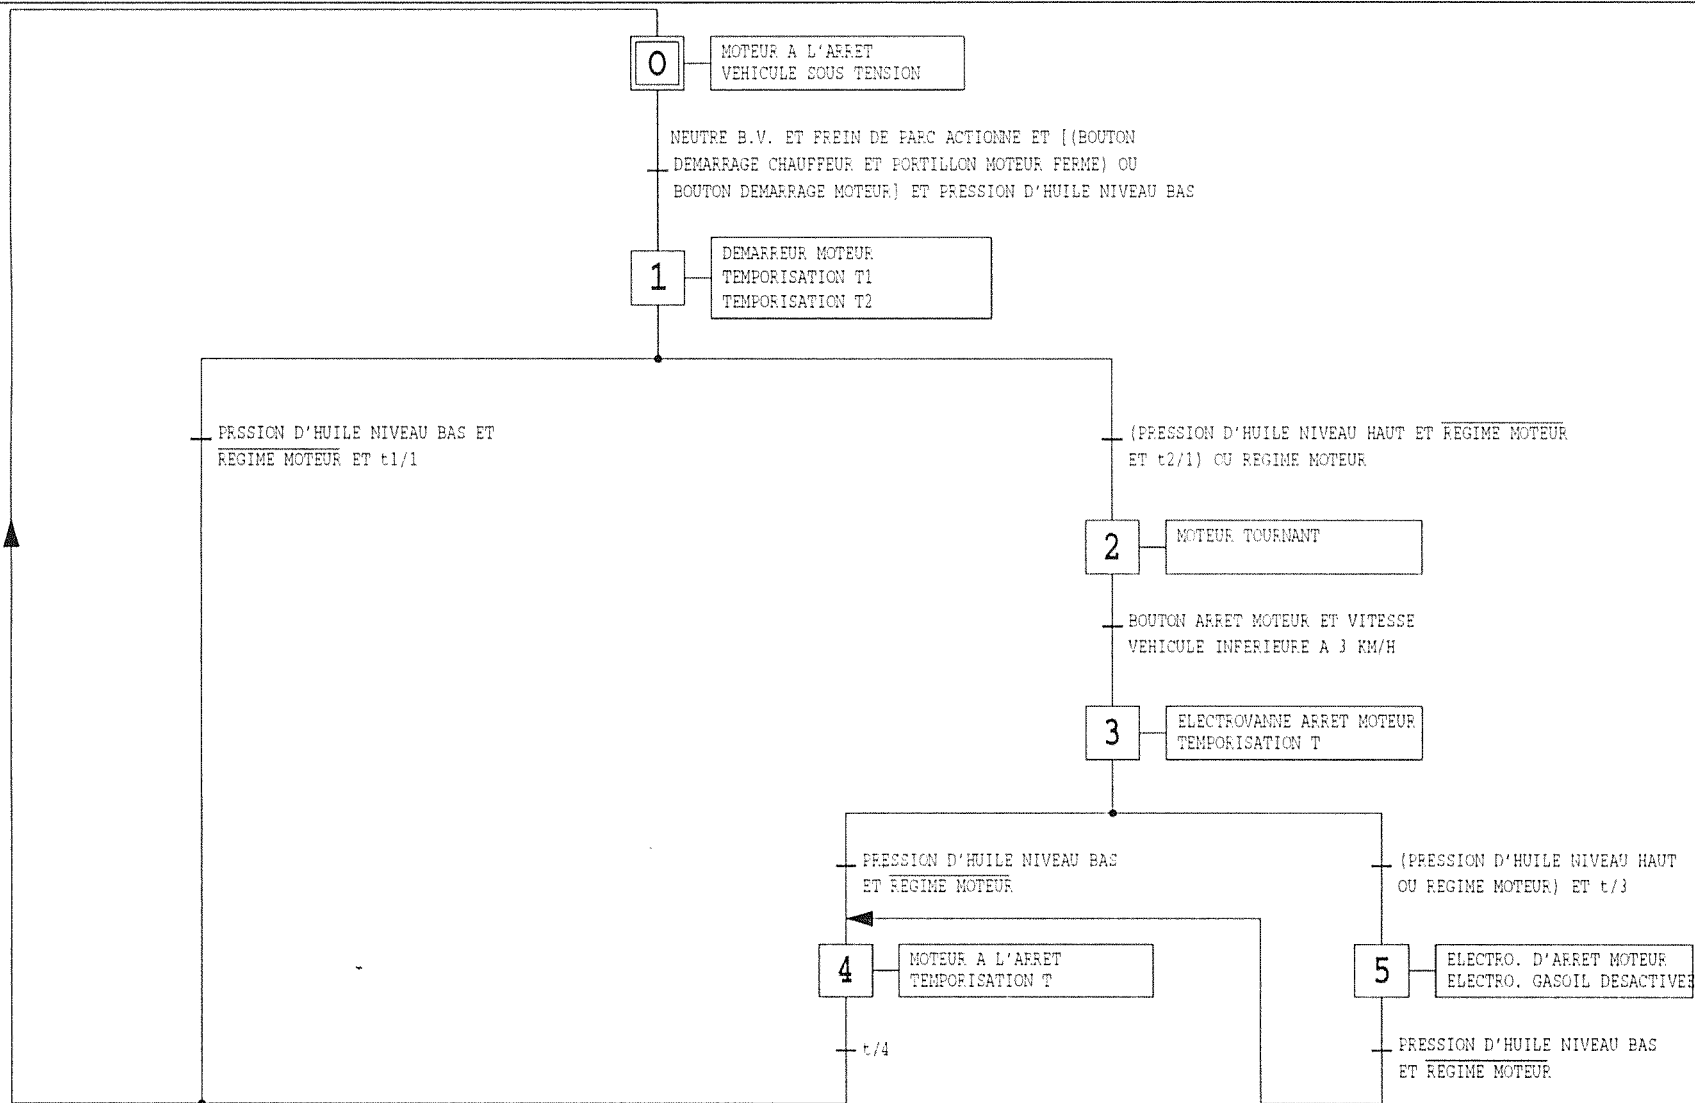 0
MOTEUR A L'ARRET
VEHICULE SOUS TENSION
NEUTRE B.V. ET FREIN DE PARC ACTIONNE ET [(BOUTON
DEMARRAGE CHAUFFEUR ET PORTILLON MOTEUR FERME) OU
BOUTON DEMARRAGE MOTEUR] ET PRESSION D'HUILE NIVEAU BAS
1
DEMARREUR MOTEUR
TEMPORISATION T1
TEMPORISATION T2
PRSSION D'HUILE NIVEAU BAS ET
REGIME MOTEUR ET t1/1
(PRESSION D'HUILE NIVEAU HAUT ET REGIME MOTEUR
ET t2/1) OU REGIME MOTEUR
2
MOTEUR TOURNANT
BOUTON ARRET MOTEUR ET VITESSE
VEHICULE INFERIEURE A 3 KM/H
3
ELECTROVANNE ARRET MOTEUR
TEMPORISATION T
PRESSION D'HUILE NIVEAU BAS
ET REGIME MOTEUR
(PRESSION D'HUILE NIVEAU HAUT
OU REGIME MOTEUR) ET t/3
4
MOTEUR A L'ARRET
TEMPORISATION T
5
ELECTRO. D'ARRET MOTEUR
ELECTRO. GASOIL DESACTIVEE
t/4
PRESSION D'HUILE NIVEAU BAS
ET REGIME MOTEUR